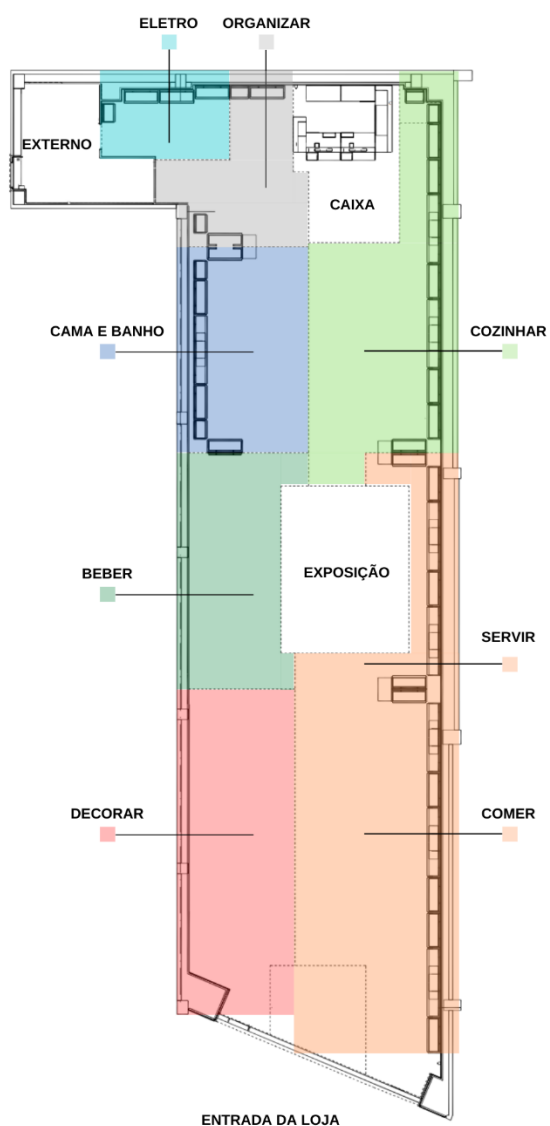 ELETRO
ORGANIZAR
EXTERNO
CAIXA
CAMA E BANHO
COZINHAR
BEBER
EXPOSIÇÃO
SERVIR
DECORAR
COMER
ENTRADA DA LOJA